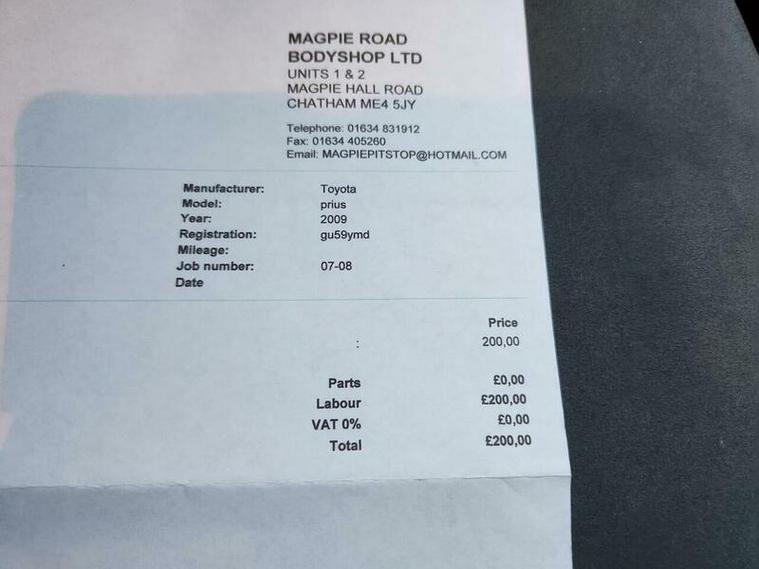 MAGPIE ROAD
BODYSHOP LTD
UNITS 1 & 2
MAGPIE HALL ROAD
CHATHAM ME4 5JY
Telephone: 01634 831912
Fax: 01634 405260
Email: MAGPIEPITSTOP@HOTMAIL.COM
Manufacturer: Toyota
Model: prius
Year: 2009
Registration: gu59ymd
Mileage:
Job number: 07-08
Date
Price
: 200,00
Parts £0,00
Labour £200,00
VAT 0% £0,00
Total £200,00